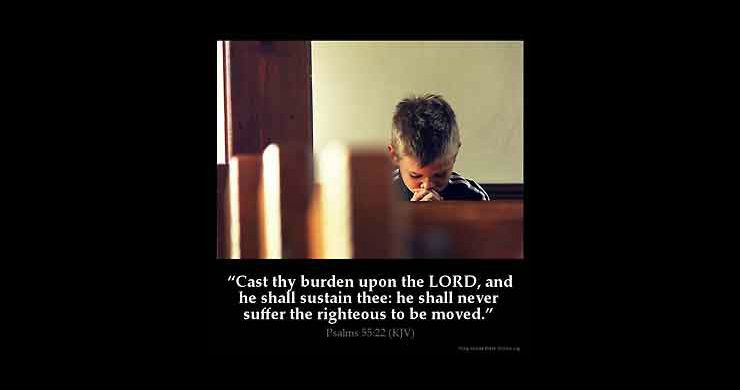 “Cast thy burden upon the LORD, and
he shall sustain thee: he shall never
suffer the righteous to be moved.”
Psalms 55:22 (KJV)